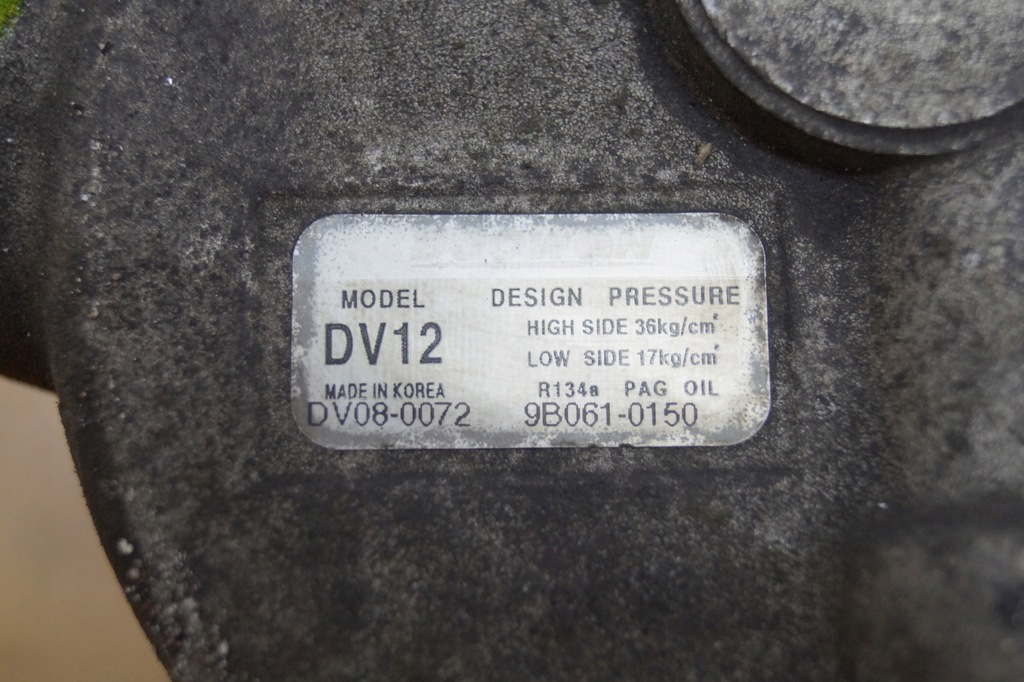 MODEL DESIGN PRESSURE
DV12 HIGH SIDE 36kg/cm²
LOW SIDE 17kg/cm²
MADE IN KOREA R134a PAG OIL
DV08-0072 9B061-0150